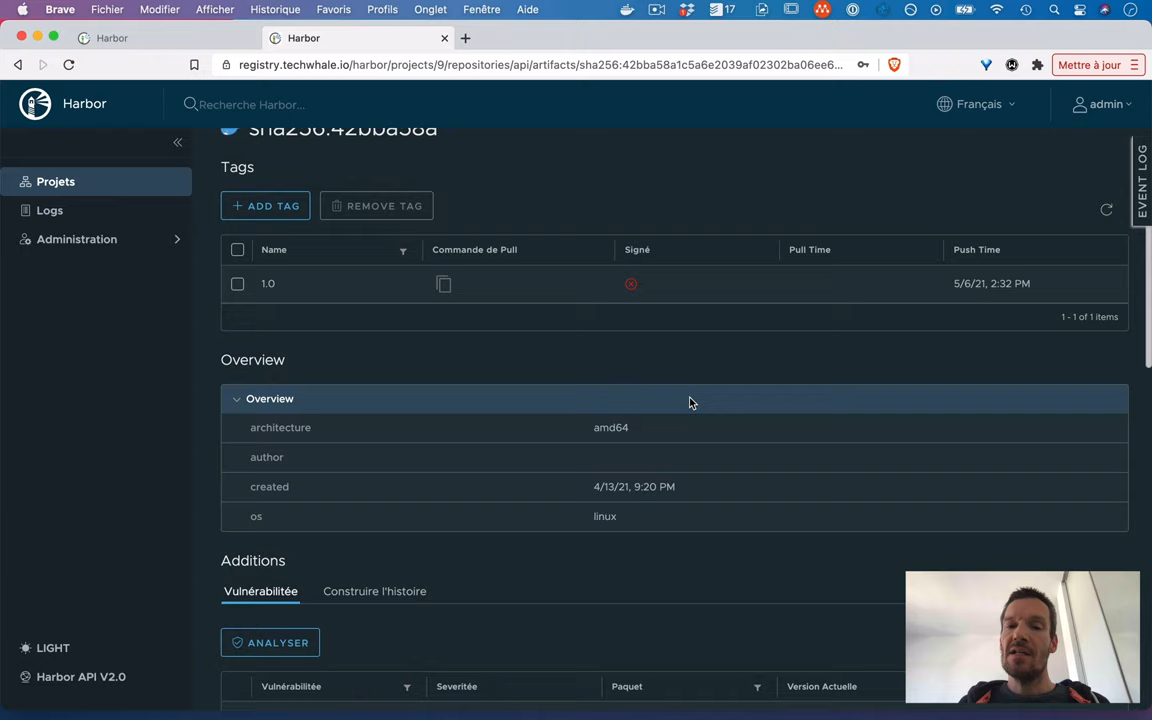 Brave Fichier Modifier Afficher Historique Favoris Profils Onglet Fenêtre Aide 17
Harbor
Harbor
registry.techwhale.io/harbor/projects/9/repositories/api/artifacts/sha256:42bba58a1c5a6e2039af02302ba06ee6...
Mettre à jour
Harbor
Recherche Harbor...
Français
admin
sha256:42bba58a
EVENT LOG
Projets
Logs
Administration
LIGHT
Harbor API V2.0
Tags
ADD TAG
REMOVE TAG
Name Commande de Pull Signé Pull Time Push Time
1.0 5/6/21, 2:32 PM
1 - 1 of 1 items
Overview
Overview
architecture amd64
author
created 4/13/21, 9:20 PM
os linux
Additions
Vulnérabilitée Construire l'histoire
ANALYSER
Vulnérabilitée Severitée Paquet Version Actuelle